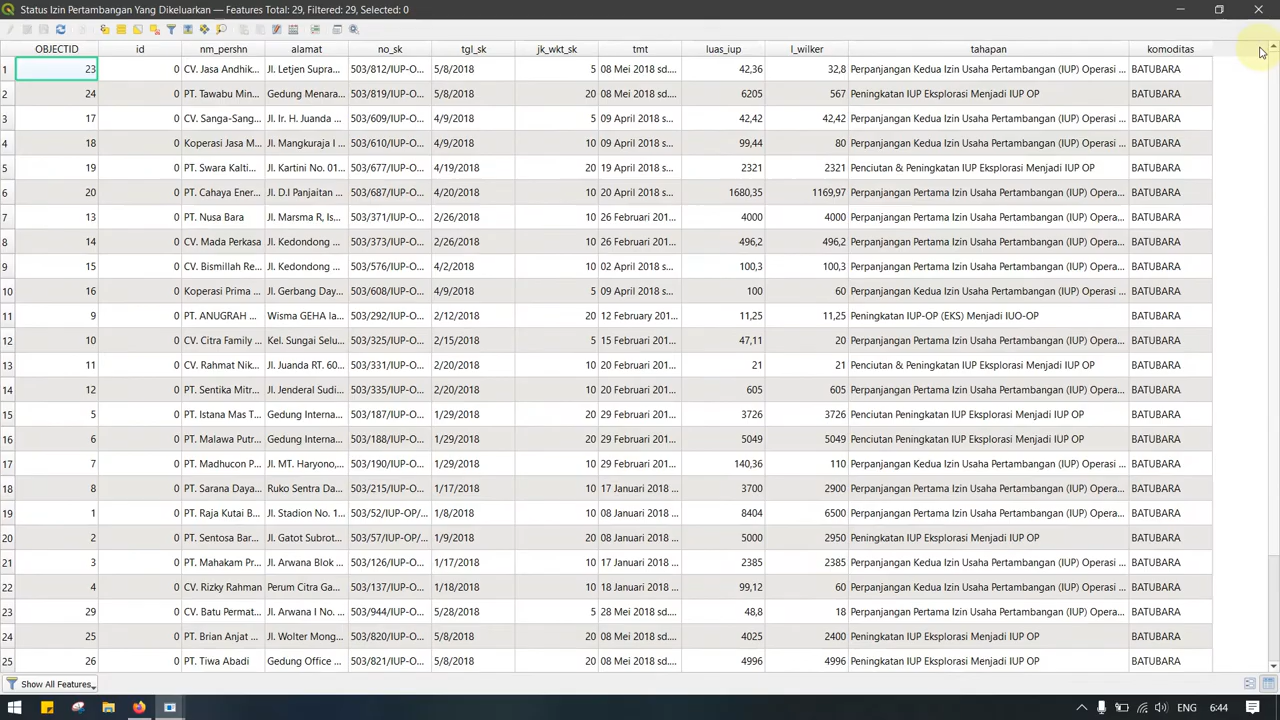 Status Izin Pertambangan Yang Dikeluarkan — Features Total: 29, Filtered: 29, Selected: 0
OBJECTID id nm_pershn alamat no_sk tgl_sk jk_wkt_sk tmt luas_iup l_wilker tahapan komoditas
1 23 0 CV. Jasa Andhik... Jl. Letjen Supra... 503/812/IUP-O... 5/8/2018 5 08 Mei 2018 sd.... 42,36 32,8 Perpanjangan Kedua Izin Usaha Pertambangan (IUP) Operasi ... BATUBARA
2 24 0 PT. Tawabu Min... Gedung Menara... 503/819/IUP-O... 5/8/2018 20 08 Mei 2018 sd.... 6205 567 Peningkatan IUP Eksplorasi Menjadi IUP OP BATUBARA
3 17 0 CV. Sanga-Sang... Jl. Ir. H. Juanda ... 503/609/IUP-O... 4/9/2018 5 09 April 2018 s... 42,42 42,42 Perpanjangan Kedua Izin Usaha Pertambangan (IUP) Operasi ... BATUBARA
4 18 0 Koperasi Jasa M... Jl. Mangkuraja I ... 503/610/IUP-O... 4/9/2018 10 09 April 2018 s... 99,44 80 Perpanjangan Kedua Izin Usaha Pertambangan (IUP) Operasi ... BATUBARA
5 19 0 PT. Swara Kalti... Jl. Kartini No. 01... 503/677/IUP-O... 4/19/2018 20 19 April 2018 s... 2321 2321 Penciutan & Peningkatan IUP Eksplorasi Menjadi IUP OP BATUBARA
6 20 0 PT. Cahaya Ener... Jl. D.I Panjaitan ... 503/687/IUP-O... 4/20/2018 10 20 April 2018 s... 1680,35 1169,97 Perpanjangan Pertama Izin Usaha Pertambangan (IUP) Opera... BATUBARA
7 13 0 PT. Nusa Bara Jl. Marsma R, Is... 503/371/IUP-O... 2/26/2018 10 26 Februari 201... 4000 4000 Perpanjangan Pertama Izin Usaha Pertambangan (IUP) Opera... BATUBARA
8 14 0 CV. Mada Perkasa Jl. Kedondong ... 503/373/IUP-O... 2/26/2018 10 26 Februari 201... 496,2 496,2 Perpanjangan Pertama Izin Usaha Pertambangan (IUP) Opera... BATUBARA
9 15 0 CV. Bismillah Re... Jl. Kedondong ... 503/576/IUP-O... 4/2/2018 10 02 April 2018 s... 100,3 100,3 Perpanjangan Pertama Izin Usaha Pertambangan (IUP) Opera... BATUBARA
10 16 0 Koperasi Prima ... Jl. Gerbang Day... 503/608/IUP-O... 4/9/2018 5 09 April 2018 s... 100 60 Perpanjangan Kedua Izin Usaha Pertambangan (IUP) Operasi ... BATUBARA
11 9 0 PT. ANUGRAH ... Wisma GEHA la... 503/292/IUP-O... 2/12/2018 20 12 February 201... 11,25 11,25 Peningkatan IUP-OP (EKS) Menjadi IUO-OP BATUBARA
12 10 0 CV. Citra Family ... Kel. Sungai Selu... 503/325/IUP-O... 2/15/2018 5 15 Februari 201... 47,11 20 Perpanjangan Pertama Izin Usaha Pertambangan (IUP) Opera... BATUBARA
13 11 0 CV. Rahmat Nik... Jl. Juanda RT. 60... 503/331/IUP-O... 2/20/2018 10 20 Februari 201... 21 21 Penciutan & Peningkatan IUP Eksplorasi Menjadi IUP OP BATUBARA
14 12 0 PT. Sentika Mitr... Jl. Jenderal Sudi... 503/335/IUP-O... 2/20/2018 10 20 Februari 201... 605 605 Perpanjangan Pertama Izin Usaha Pertambangan (IUP) Opera... BATUBARA
15 5 0 PT. Istana Mas T... Gedung Interna... 503/187/IUP-O... 1/29/2018 20 29 Februari 201... 3726 3726 Penciutan Peningkatan IUP Eksplorasi Menjadi IUP OP BATUBARA
16 6 0 PT. Malawa Putr... Gedung Interna... 503/188/IUP-O... 1/29/2018 20 29 Februari 201... 5049 5049 Penciutan Peningkatan IUP Eksplorasi Menjadi IUP OP BATUBARA
17 7 0 PT. Madhucon P... Jl. MT. Haryono,... 503/190/IUP-O... 1/29/2018 10 29 Februari 201... 140,36 110 Perpanjangan Kedua Izin Usaha Pertambangan (IUP) Operasi ... BATUBARA
18 8 0 PT. Sarana Daya... Ruko Sentra Da... 503/215/IUP-O... 1/17/2018 10 17 Januari 2018 ... 3700 2900 Perpanjangan Pertama Izin Usaha Pertambangan (IUP) Opera... BATUBARA
19 1 0 PT. Raja Kutai B... Jl. Stadion No. 1... 503/52/IUP-OP/... 1/8/2018 10 08 Januari 2018 ... 8404 6500 Perpanjangan Pertama Izin Usaha Pertambangan (IUP) Opera... BATUBARA
20 2 0 PT. Sentosa Bar... Jl. Gatot Subrot... 503/57/IUP-OP/... 1/9/2018 20 08 Januari 2018 ... 5000 2950 Peningkatan IUP Eksplorasi Menjadi IUP OP BATUBARA
21 3 0 PT. Mahakam Pr... Jl. Arwana Blok ... 503/126/IUP-O... 1/17/2018 10 17 Januari 2018 ... 2385 2385 Perpanjangan Pertama Izin Usaha Pertambangan (IUP) Opera... BATUBARA
22 4 0 CV. Rizky Rahman Perum Citra Ga... 503/137/IUP-O... 1/18/2018 10 18 Januari 2018 ... 99,12 60 Perpanjangan Kedua Izin Usaha Pertambangan (IUP) Operasi ... BATUBARA
23 29 0 CV. Batu Permat... Jl. Arwana I No. ... 503/944/IUP-O... 5/28/2018 5 28 Mei 2018 sd.... 48,8 18 Perpanjangan Pertama Izin Usaha Pertambangan (IUP) Opera... BATUBARA
24 25 0 PT. Brian Anjat ... Jl. Wolter Mong... 503/820/IUP-O... 5/8/2018 20 08 Mei 2018 sd.... 4025 2400 Peningkatan IUP Eksplorasi Menjadi IUP OP BATUBARA
25 26 0 PT. Tiwa Abadi Gedung Office ... 503/821/IUP-O... 5/8/2018 20 08 Mei 2018 sd.... 4996 4996 Peningkatan IUP Eksplorasi Menjadi IUP OP BATUBARA
Show All Features
ENG 6:44